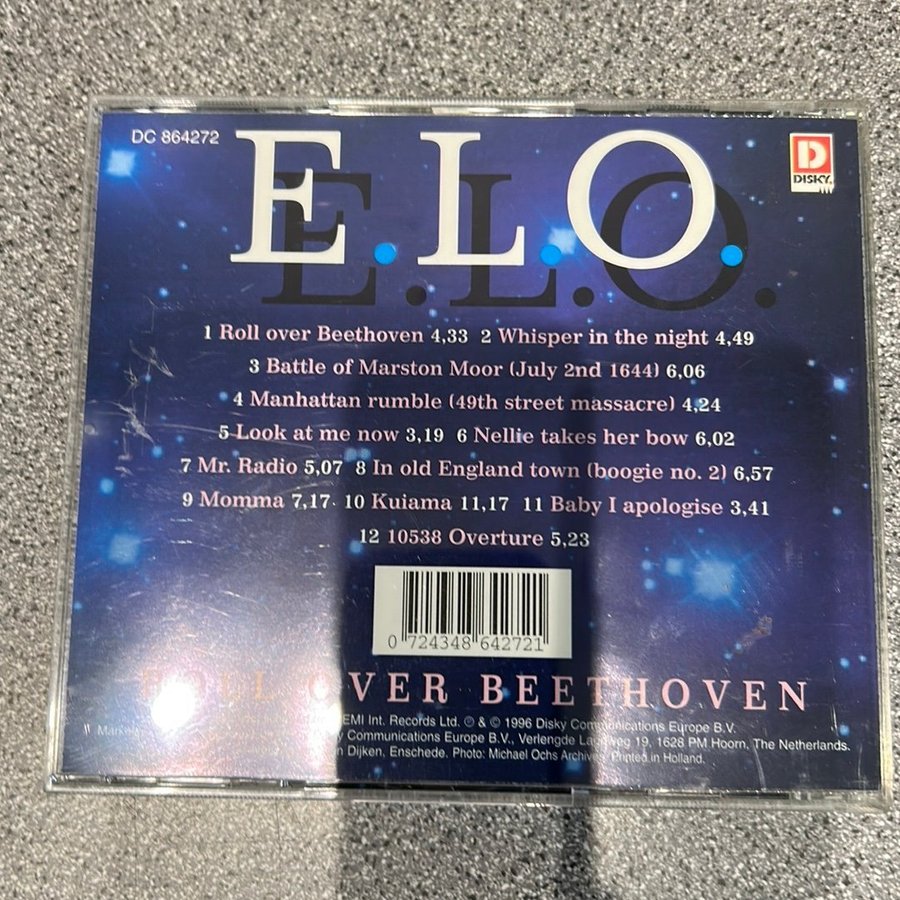 DC 864272
E.L.O.
D
DISKY
1 Roll over Beethoven 4,33 2 Whisper in the night 4,49
3 Battle of Marston Moor (July 2nd 1644) 6,06
4 Manhattan rumble (49th street massacre) 4,24
5 Look at me now 3,19 6 Nellie takes her bow 6,02
7 Mr. Radio 5,07 8 In old England town (boogie no. 2) 6,57
9 Momma 7,17 10 Kuiama 11,17 11 Baby I apologise 3,41
12 10538 Overture 5,23
0 724348 642721
ROLL OVER BEETHOVEN
EMI Int. Records Ltd. ℗ & © 1996 Disky Communications Europe B.V.
Communications Europe B.V., Verlengde 19, 1628 PM Hoorn, The Netherlands.
Dijken, Enschede. Photo: Michael Ochs Archives. Printed in Holland.